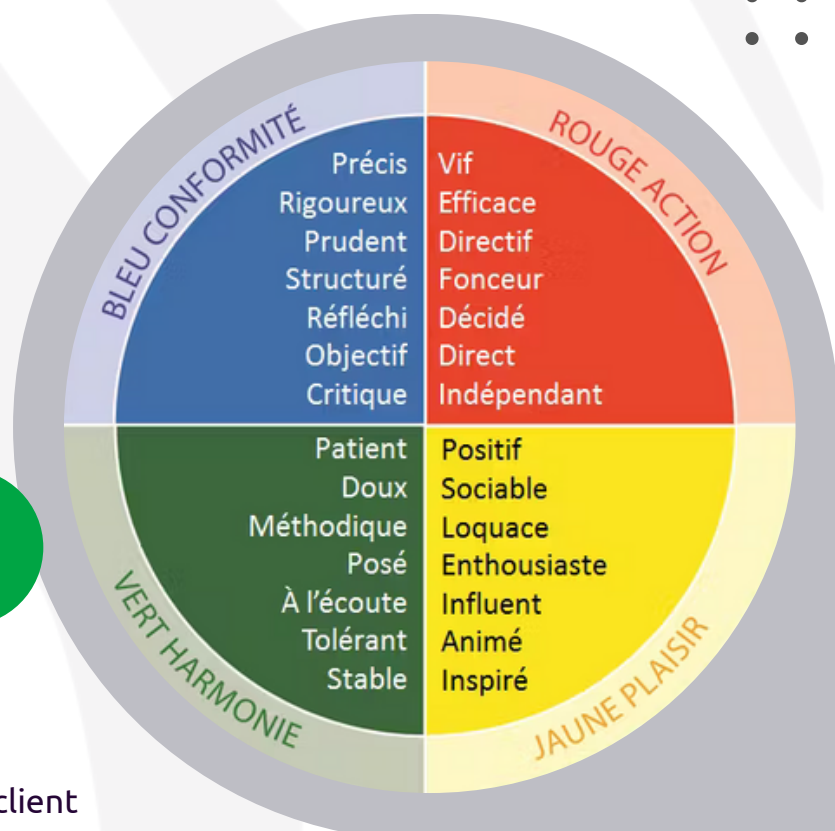 BLEU CONFORMITÉ
Précis
Rigoureux
Prudent
Structuré
Réfléchi
Objectif
Critique
ROUGE ACTION
Vif
Efficace
Directif
Fonceur
Décidé
Direct
Indépendant
VERT HARMONIE
Patient
Doux
Méthodique
Posé
À l'écoute
Tolérant
Stable
JAUNE PLAISIR
Positif
Sociable
Loquace
Enthousiaste
Influent
Animé
Inspiré
client